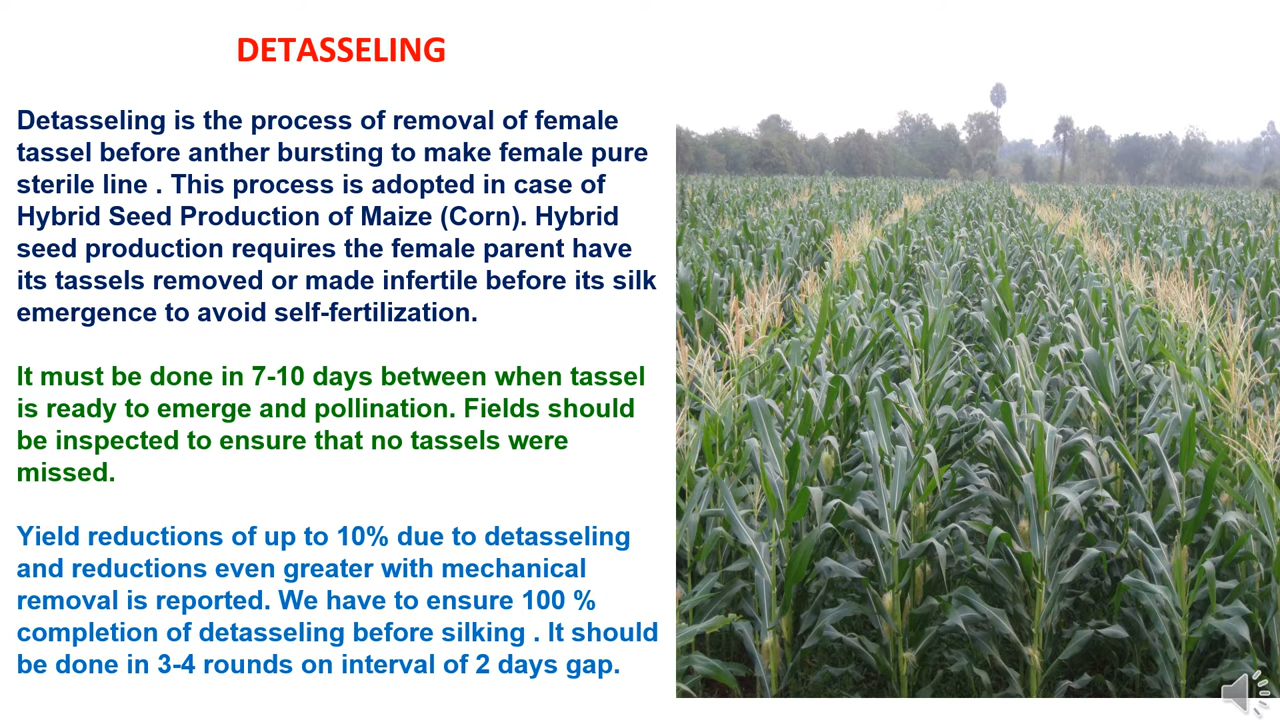 DETASSELING
Detasseling is the process of removal of female
tassel before anther bursting to make female pure
sterile line . This process is adopted in case of
Hybrid Seed Production of Maize (Corn). Hybrid
seed production requires the female parent have
its tassels removed or made infertile before its silk
emergence to avoid self-fertilization.
It must be done in 7-10 days between when tassel
is ready to emerge and pollination. Fields should
be inspected to ensure that no tassels were
missed.
Yield reductions of up to 10% due to detasseling
and reductions even greater with mechanical
removal is reported. We have to ensure 100 %
completion of detasseling before silking . It should
be done in 3-4 rounds on interval of 2 days gap.